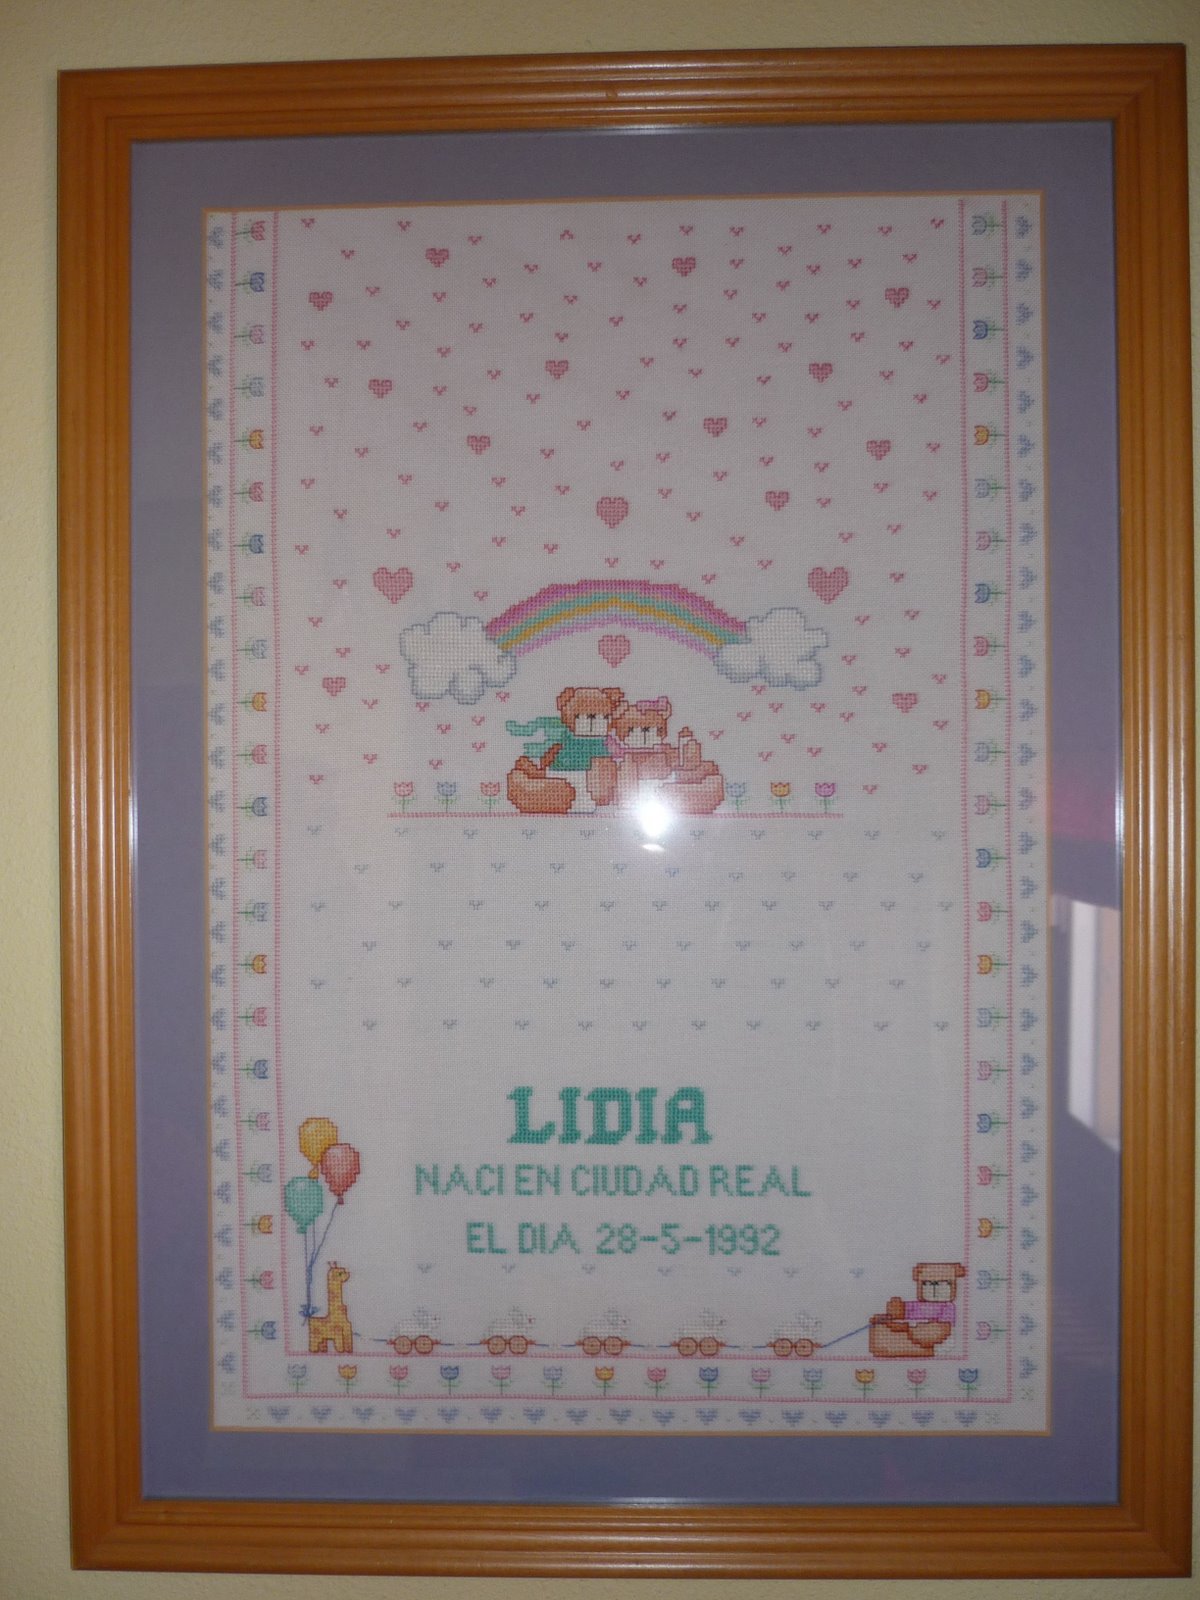 LIDIA
NACI EN CIUDAD REAL
EL DIA 28-5-1992